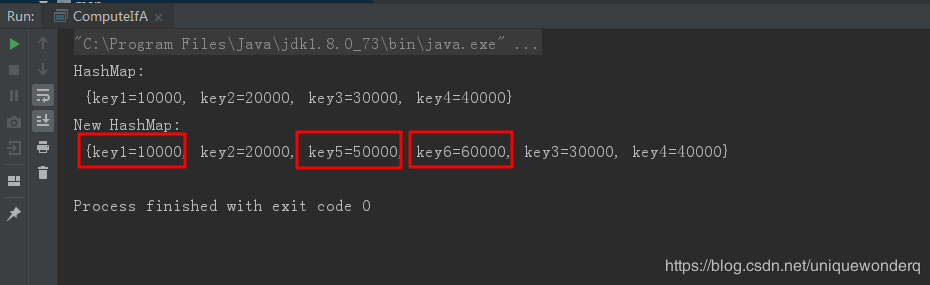 map
Run: ComputeIfA ×
"C:\Program Files\Java\jdk1.8.0_73\bin\java.exe" ...
HashMap:
{key1=10000, key2=20000, key3=30000, key4=40000}
New HashMap:
{key1=10000, key2=20000, key5=50000, key6=60000, key3=30000, key4=40000}
Process finished with exit code 0
https://blog.csdn.net/uniquewonderq